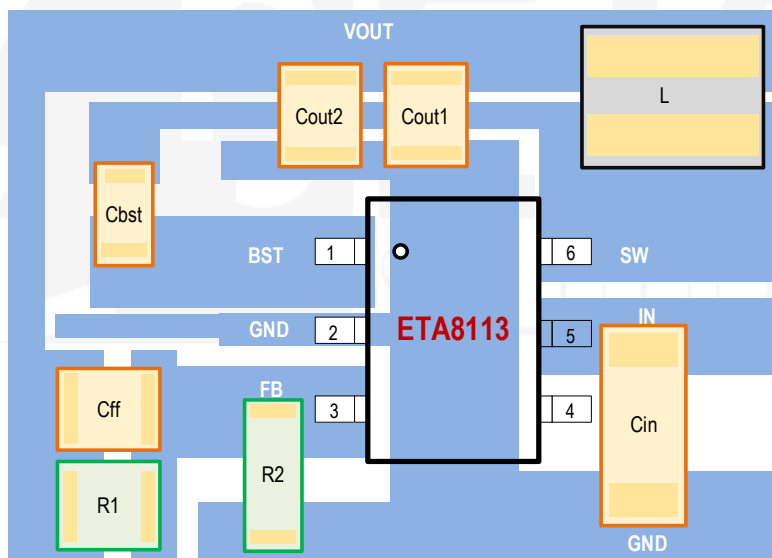 VOUT
L
Cout2
Cout1
Cbst
BST
1
6
SW
GND
2
ETA8113
5
IN
Cff
FB
3
4
Cin
R2
R1
GND